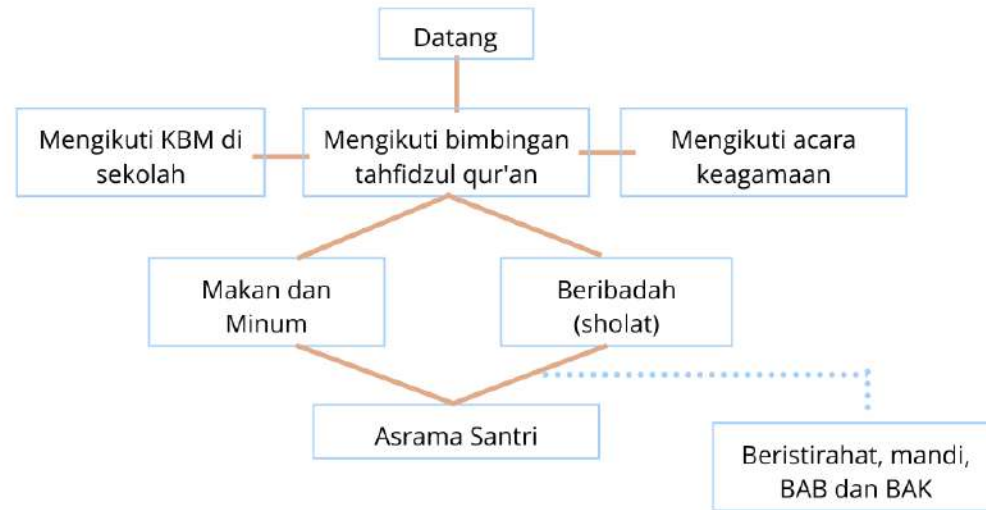 Datang
Mengikuti KBM di
sekolah
Mengikuti bimbingan
tahfidzul qur'an
Mengikuti acara
keagamaan
Makan dan
Minum
Beribadah
(sholat)
Asrama Santri
Beristirahat, mandi,
BAB dan BAK